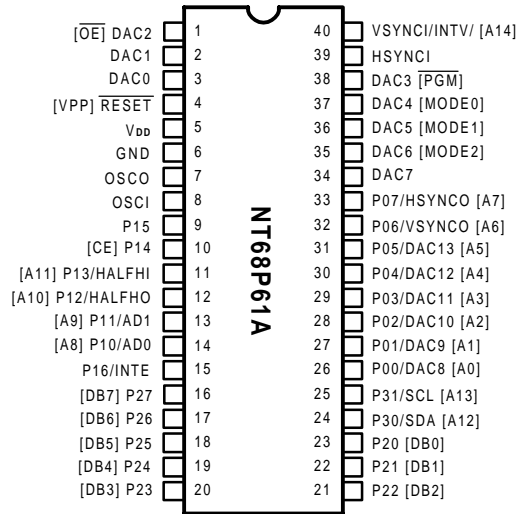 [OE] DAC2 1 40 VSYNCI/INTV/ [A14]
DAC1 2 39 HSYNCI
DAC0 3 38 DAC3 [PGM]
[VPP] RESET 4 37 DAC4 [MODE0]
VDD 5 36 DAC5 [MODE1]
GND 6 35 DAC6 [MODE2]
OSCO 7 34 DAC7
OSCI 8 33 P07/HSYNCO [A7]
P15 9 32 P06/VSYNCO [A6]
[CE] P14 10 31 P05/DAC13 [A5]
[A11] P13/HALFHI 11 30 P04/DAC12 [A4]
[A10] P12/HALFHO 12 29 P03/DAC11 [A3]
[A9] P11/AD1 13 28 P02/DAC10 [A2]
[A8] P10/AD0 14 27 P01/DAC9 [A1]
P16/INTE 15 26 P00/DAC8 [A0]
[DB7] P27 16 25 P31/SCL [A13]
[DB6] P26 17 24 P30/SDA [A12]
[DB5] P25 18 23 P20 [DB0]
[DB4] P24 19 22 P21 [DB1]
[DB3] P23 20 21 P22 [DB2]
NT68P61A